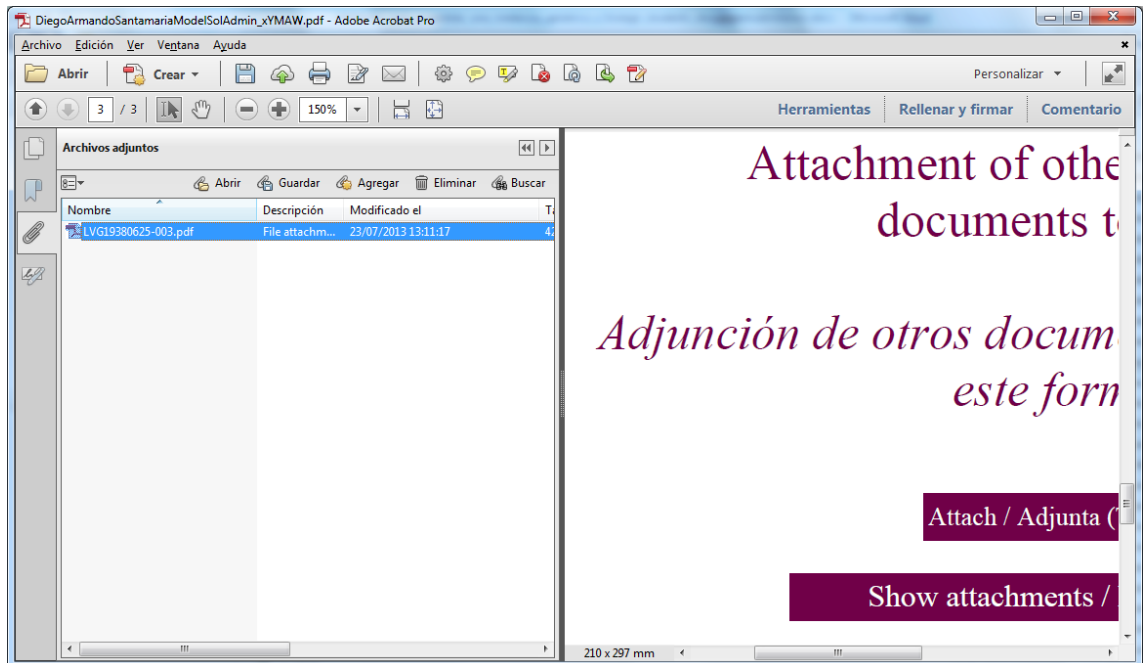 DiegoArmandoSantamariaModelSolAdmin_xYMAW.pdf - Adobe Acrobat Pro
Archivo Edición Ver Ventana Ayuda
Abrir Crear Personalizar
3 / 3 150% Herramientas Rellenar y firmar Comentario
Archivos adjuntos
Abrir Guardar Agregar Eliminar Buscar
Nombre Descripción Modificado el
LVG19380625-003.pdf File attachm... 23/07/2013 13:11:17 42
Attachment of othe
documents t
Adjunción de otros docum
este form
Attach / Adjunta (
Show attachments /
210 x 297 mm